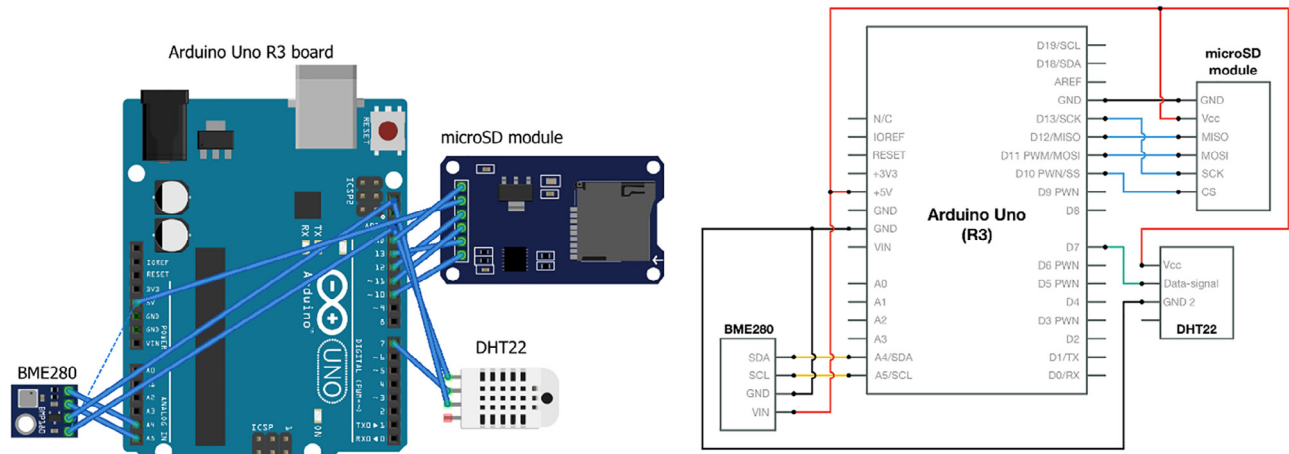 Arduino Uno R3 board
microSD module
RESET
ICSP2
TX
RX
Arduino
IOREF
RESET
3V3
5V
GND
GND
VIN
POWER
A0
A2
A3
A4
A5
ANALOG IN
13
12
~11
~10
~9
8
7
~6
~5
4
~3
2
TX0▶1
RX0◀0
DIGITAL (PWM=~)
UNO
ON
ICSP
1
BME280
DHT22
Arduino Uno
(R3)
N/C
IOREF
RESET
+3V3
+5V
GND
GND
VIN
A0
A1
A2
A3
A4/SDA
A5/SCL
D19/SCL
D18/SDA
AREF
GND
D13/SCK
D12/MISO
D11 PWM/MOSI
D10 PWN/SS
D9 PWN
D8
D7
D6 PWN
D5 PWN
D4
D3 PWN
D2
D1/TX
D0/RX
microSD
module
GND
Vcc
MISO
MOSI
SCK
CS
Vcc
Data-signal
GND 2
DHT22
BME280
SDA
SCL
GND
VIN